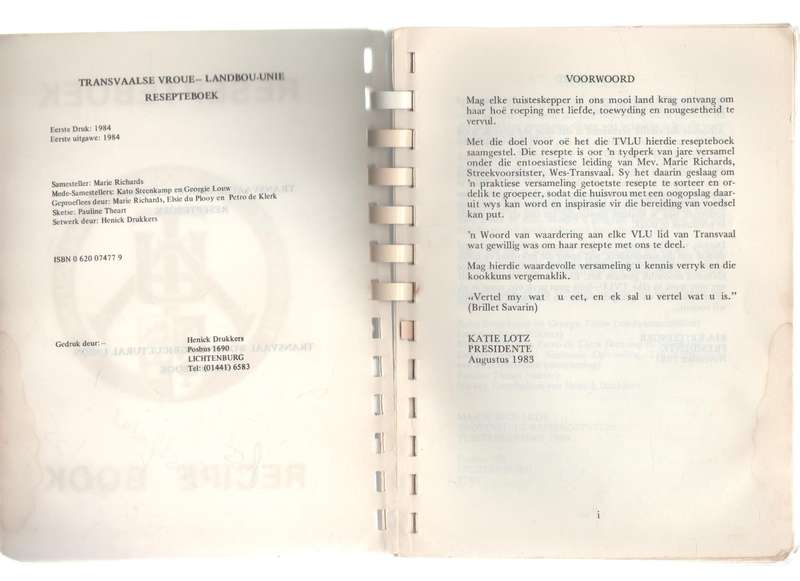 TRANSVAALSE VROUE– LANDBOU-UNIE
RESEPTEBOEK
Eerste Druk: 1984
Eerste uitgawe: 1984
Samesteller: Marie Richards
Mede-Samestellers: Kato Steenkamp en Georgie Louw
Geproeflees deur: Marie Richards, Elsie du Plooy en Petro de Klerk
Sketse: Pauline Theart
Setwerk deur: Henick Drukkers
ISBN 0 620 07477 9
Gedruk deur:– Henick Drukkers
Posbus 1690
LICHTENBURG
Tel: (01441) 6583
VOORWOORD
Mag elke tuisteskepper in ons mooi land krag ontvang om
haar hoë roeping met liefde, toewyding en nougesetheid te
vervul.
Met die doel voor oë het die TVLU hierdie resepteboek
saamgestel. Die resepte is oor 'n tydperk van jare versamel
onder die entoesiastiese leiding van Mev. Marie Richards,
Streekvoorsitster, Wes-Transvaal. Sy het daarin geslaag om
'n praktiese versameling getoetste resepte te sorteer en or-
delik te groepeer, sodat die huisvrou met een oogopslag daar-
uit wys kan word en inspirasie vir die bereiding van voedsel
kan put.
'n Woord van waardering aan elke VLU lid van Transvaal
wat gewillig was om haar resepte met ons te deel.
Mag hierdie waardevolle versameling u kennis verryk en die
kookkuns vergemaklik.
„Vertel my wat u eet, en ek sal u vertel wat u is.”
(Brillet Savarin)
KATIE LOTZ
PRESIDENTE
Augustus 1983
i